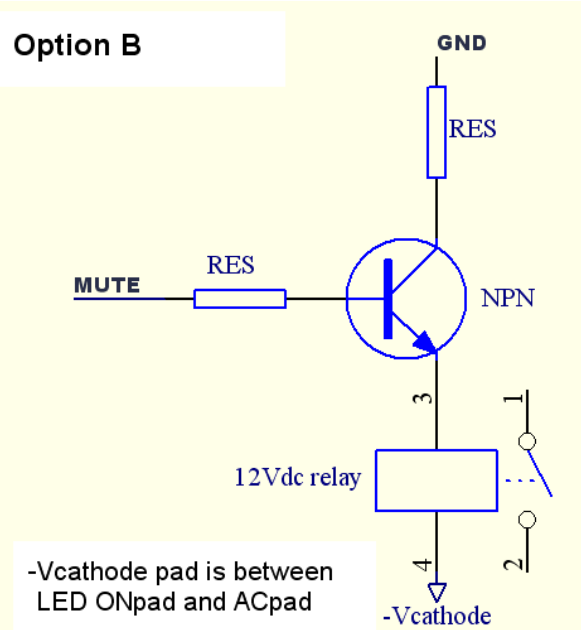 Option B
GND
RES
RES
MUTE
NPN
3
1
12Vdc relay
4
2
-Vcathode pad is between
LED ONpad and ACpad
-Vcathode